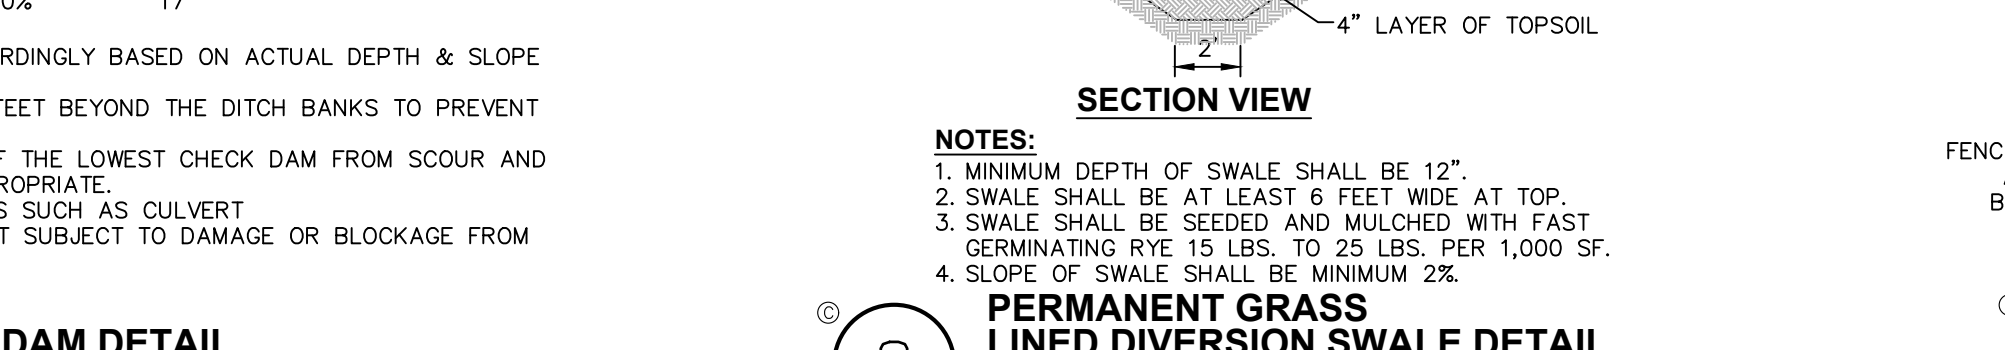 17
RDINGLY BASED ON ACTUAL DEPTH & SLOPE
FEET BEYOND THE DITCH BANKS TO PREVENT
F THE LOWEST CHECK DAM FROM SCOUR AND
ROPRIATE.
S SUCH AS CULVERT
T SUBJECT TO DAMAGE OR BLOCKAGE FROM
DAM DETAIL
4" LAYER OF TOPSOIL
2'
SECTION VIEW
NOTES:
1. MINIMUM DEPTH OF SWALE SHALL BE 12".
2. SWALE SHALL BE AT LEAST 6 FEET WIDE AT TOP.
3. SWALE SHALL BE SEEDED AND MULCHED WITH FAST
GERMINATING RYE 15 LBS. TO 25 LBS. PER 1,000 SF.
4. SLOPE OF SWALE SHALL BE MINIMUM 2%.
©
PERMANENT GRASS
LINED DIVERSION SWALE DETAIL
FENC
B